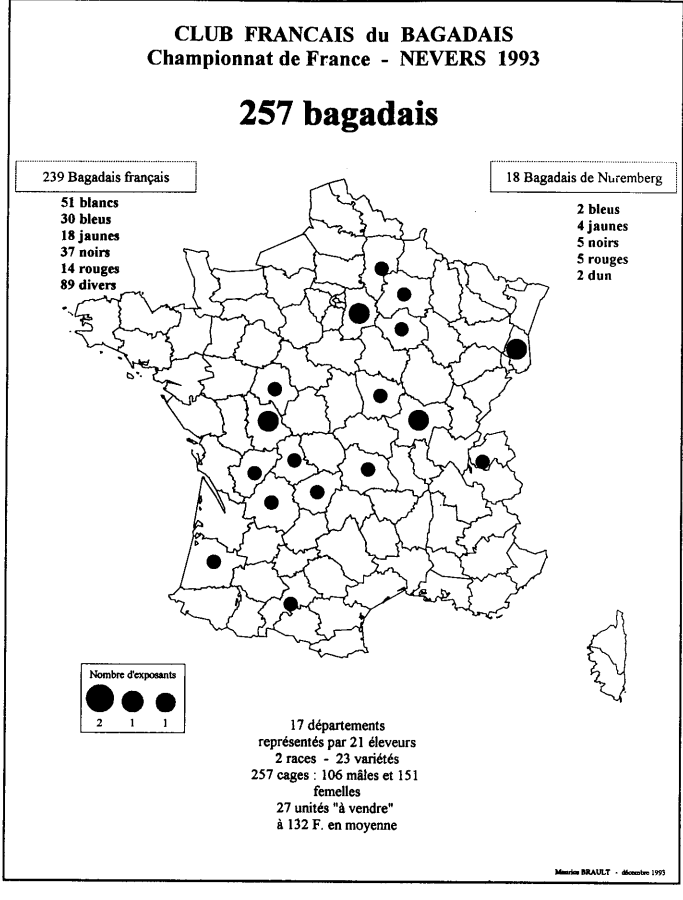 CLUB FRANCAIS du BAGADAIS
Championnat de France - NEVERS 1993
257 bagadais
239 Bagadais français
51 blancs
30 bleus
18 jaunes
37 noirs
14 rouges
89 divers
18 Bagadais de Nuremberg
2 bleus
4 jaunes
5 noirs
5 rouges
2 dun
Nombre d'exposants
2 1 1
17 départements
représentés par 21 éleveurs
2 races - 23 variétés
257 cages : 106 mâles et 151
femelles
27 unités "à vendre"
à 132 F. en moyenne
Maurice BRAULT - décembre 1993